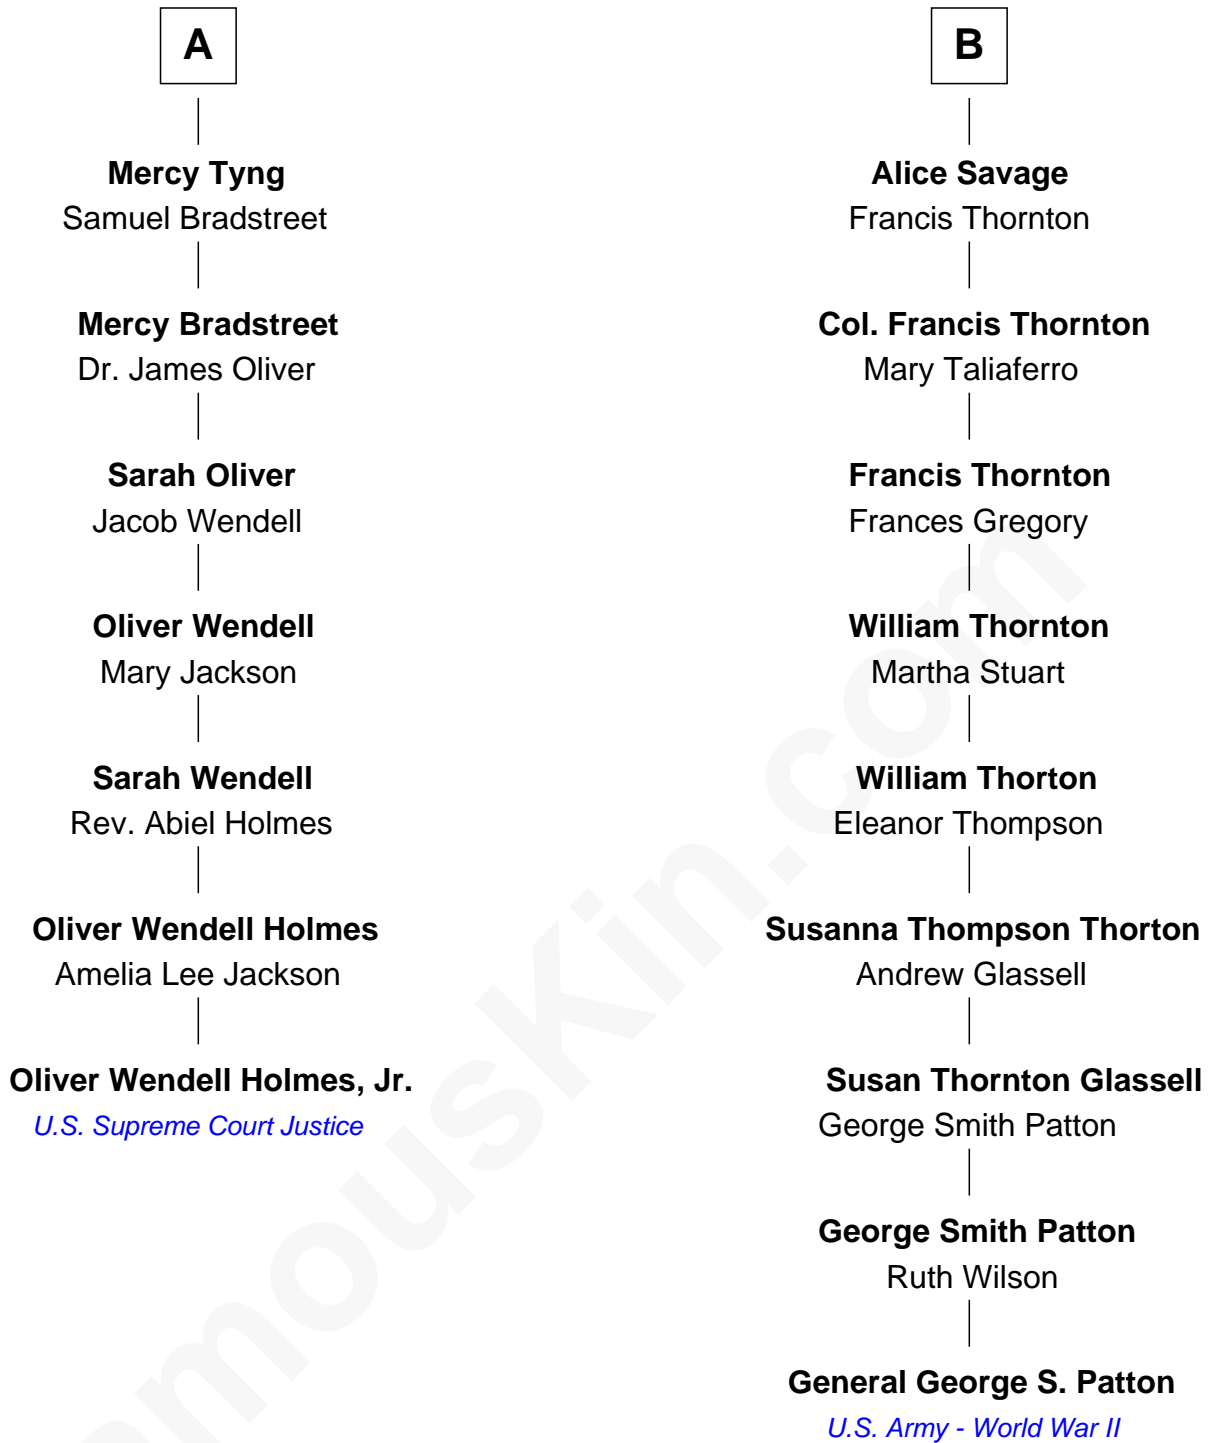 A
Mercy Tyng
Samuel Bradstreet
Mercy Bradstreet
Dr. James Oliver
Sarah Oliver
Jacob Wendell
Oliver Wendell
Mary Jackson
Sarah Wendell
Rev. Abiel Holmes
Oliver Wendell Holmes
Amelia Lee Jackson
Oliver Wendell Holmes, Jr.
U.S. Supreme Court Justice
B
Alice Savage
Francis Thornton
Col. Francis Thornton
Mary Taliaferro
Francis Thornton
Frances Gregory
William Thornton
Martha Stuart
William Thorton
Eleanor Thompson
Susanna Thompson Thorton
Andrew Glassell
Susan Thornton Glassell
George Smith Patton
George Smith Patton
Ruth Wilson
General George S. Patton
U.S. Army - World War II
amousKin.com